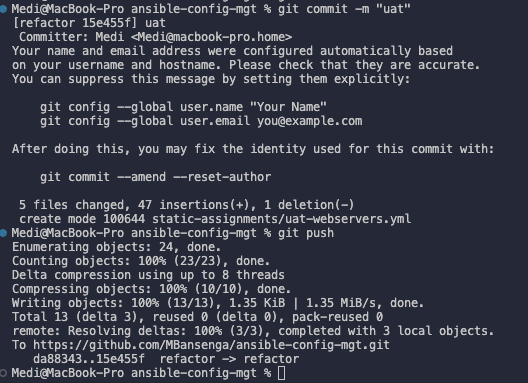 Medi@MacBook-Pro ansible-config-mgt % git commit -m "uat"
[refactor 15e455f] uat
 Committer: Medi <Medi@macbook-pro.home>
Your name and email address were configured automatically based
on your username and hostname. Please check that they are accurate.
You can suppress this message by setting them explicitly:

    git config --global user.name "Your Name"
    git config --global user.email you@example.com

After doing this, you may fix the identity used for this commit with:

    git commit --amend --reset-author

 5 files changed, 47 insertions(+), 1 deletion(-)
 create mode 100644 static-assignments/uat-webservers.yml
Medi@MacBook-Pro ansible-config-mgt % git push
Enumerating objects: 24, done.
Counting objects: 100% (23/23), done.
Delta compression using up to 8 threads
Compressing objects: 100% (10/10), done.
Writing objects: 100% (13/13), 1.35 KiB | 1.35 MiB/s, done.
Total 13 (delta 3), reused 0 (delta 0), pack-reused 0
remote: Resolving deltas: 100% (3/3), completed with 3 local objects.
To https://github.com/MBansenga/ansible-config-mgt.git
   da88343..15e455f  refactor -> refactor
Medi@MacBook-Pro ansible-config-mgt %